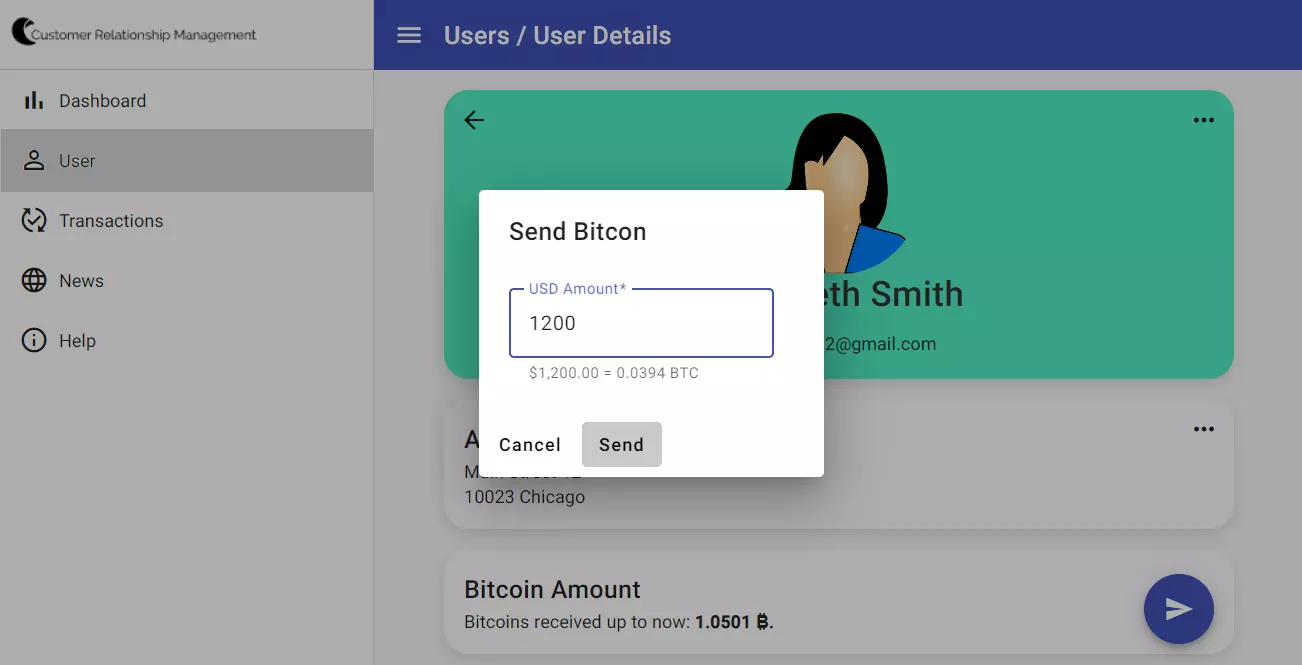 Customer Relationship Management
Users / User Details
Dashboard
User
Transactions
News
Help
Send Bitcon
USD Amount*
1200
$1,200.00 = 0.0394 BTC
Cancel
Send
Smith
2@gmail.com
10023 Chicago
Bitcoin Amount
Bitcoins received up to now: 1.0501 ₿.